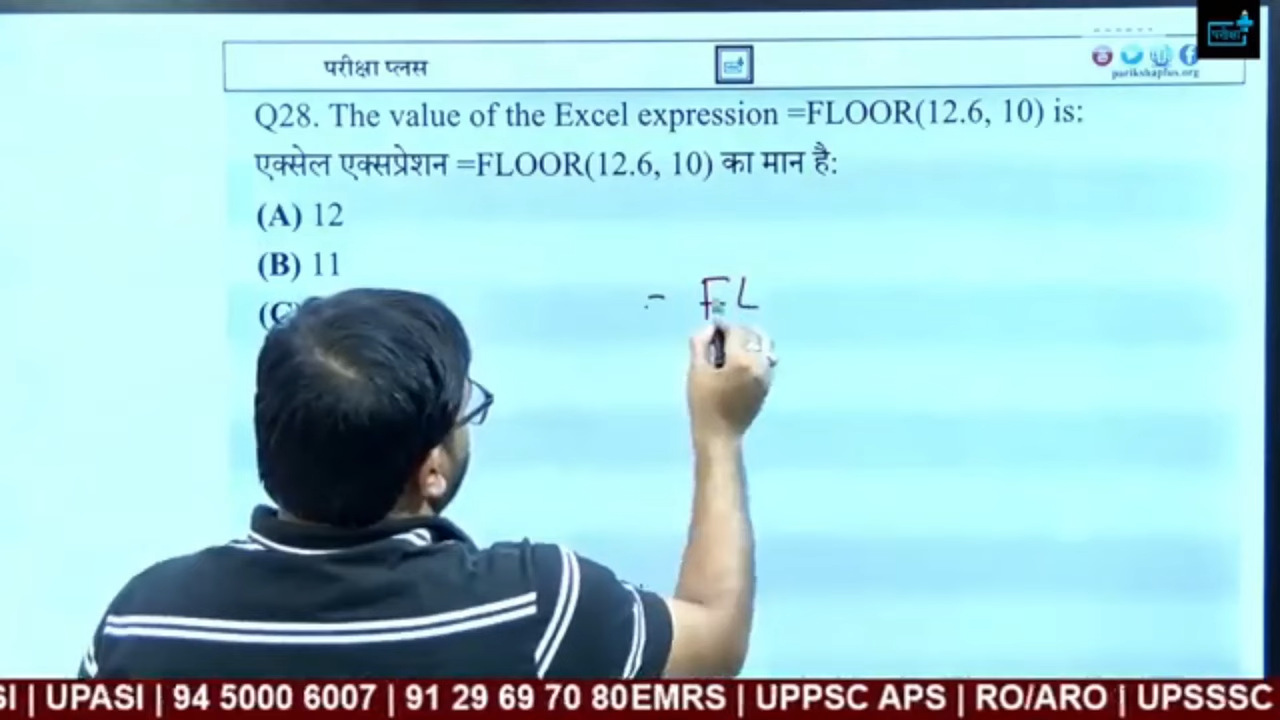 परीक्षा
परीक्षा प्लस
parikshaplus.org
Q28. The value of the Excel expression =FLOOR(12.6, 10) is:
एक्सेल एक्सप्रेशन =FLOOR(12.6, 10) का मान है:
(A) 12
(B) 11
(C
- FL
SI | UPASI | 94 5000 6007 | 91 29 69 70 80EMRS | UPPSC APS | RO/ARO | UPSSSC